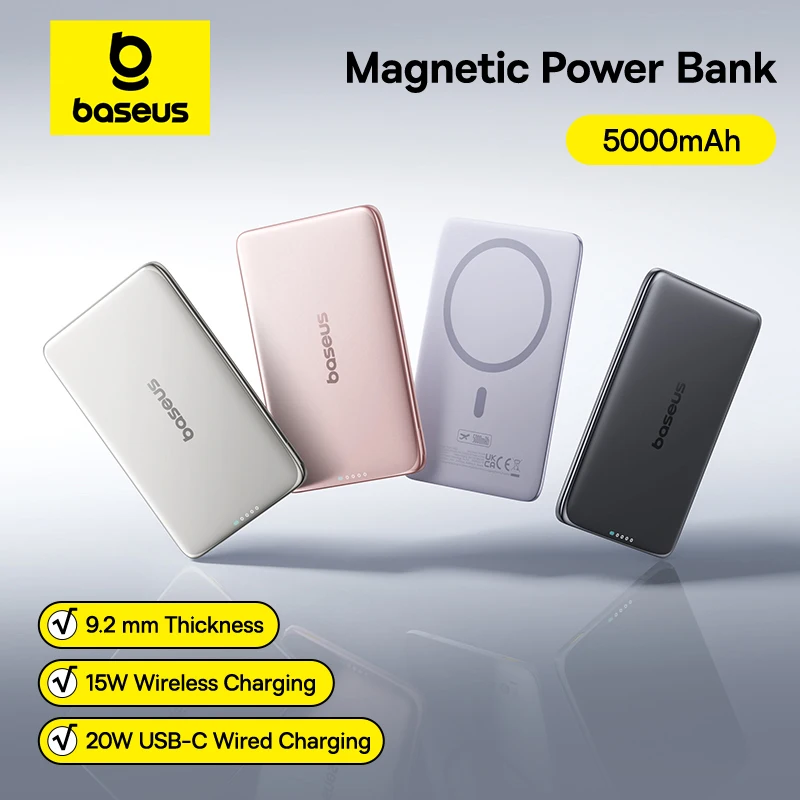 baseus
Magnetic Power Bank
5000mAh
baseus
baseus
baseus
UK
CA CE
9.2 mm Thickness
15W Wireless Charging
20W USB-C Wired Charging